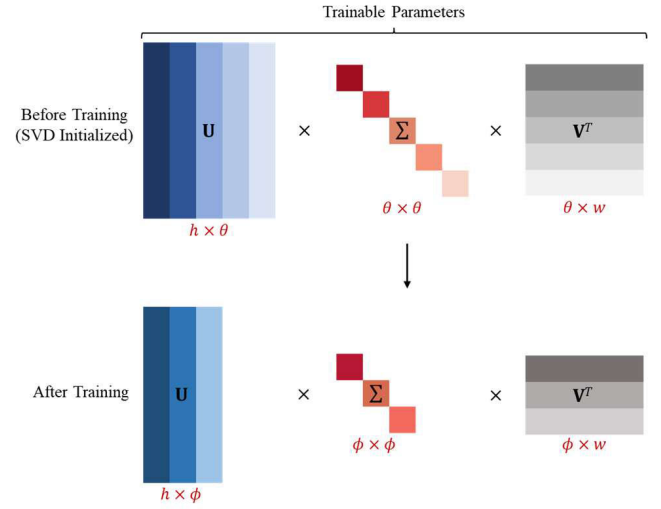 Trainable Parameters
Before Training
(SVD Initialized)
U
×
Σ
×
V^T
h × θ
θ × θ
θ × w
After Training
U
×
Σ
×
V^T
h × ϕ
ϕ × ϕ
ϕ × w